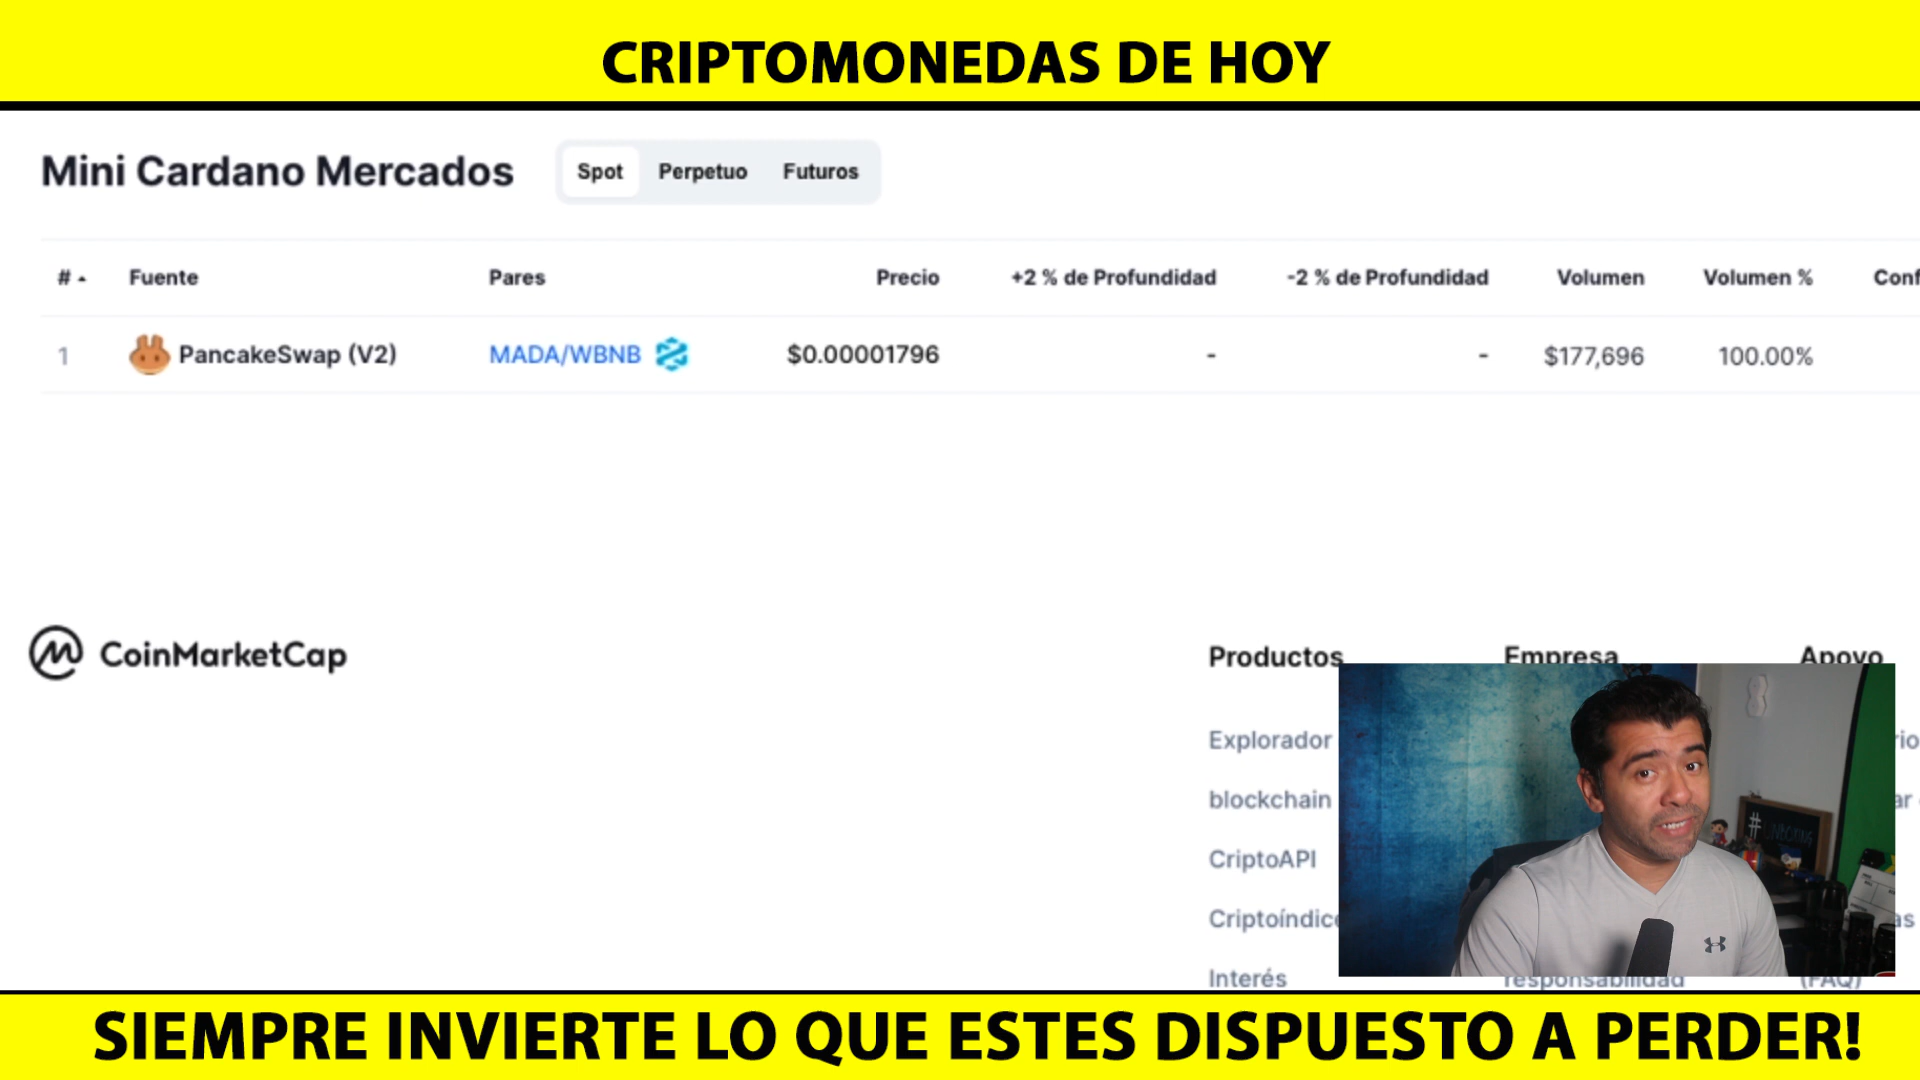 CRIPTOMONEDAS DE HOY
Mini Cardano Mercados Spot Perpetuo Futuros
# Fuente Pares Precio +2 % de Profundidad -2 % de Profundidad Volumen Volumen %
1 PancakeSwap (V2) MADA/WBNB $0.00001796 - - $177,696 100.00%
CoinMarketCap
Productos Empresa Apoyo
Explorador
blockchain
CriptoAPI
Interés responsabilidad (FAQ)
SIEMPRE INVIERTE LO QUE ESTES DISPUESTO A PERDER!